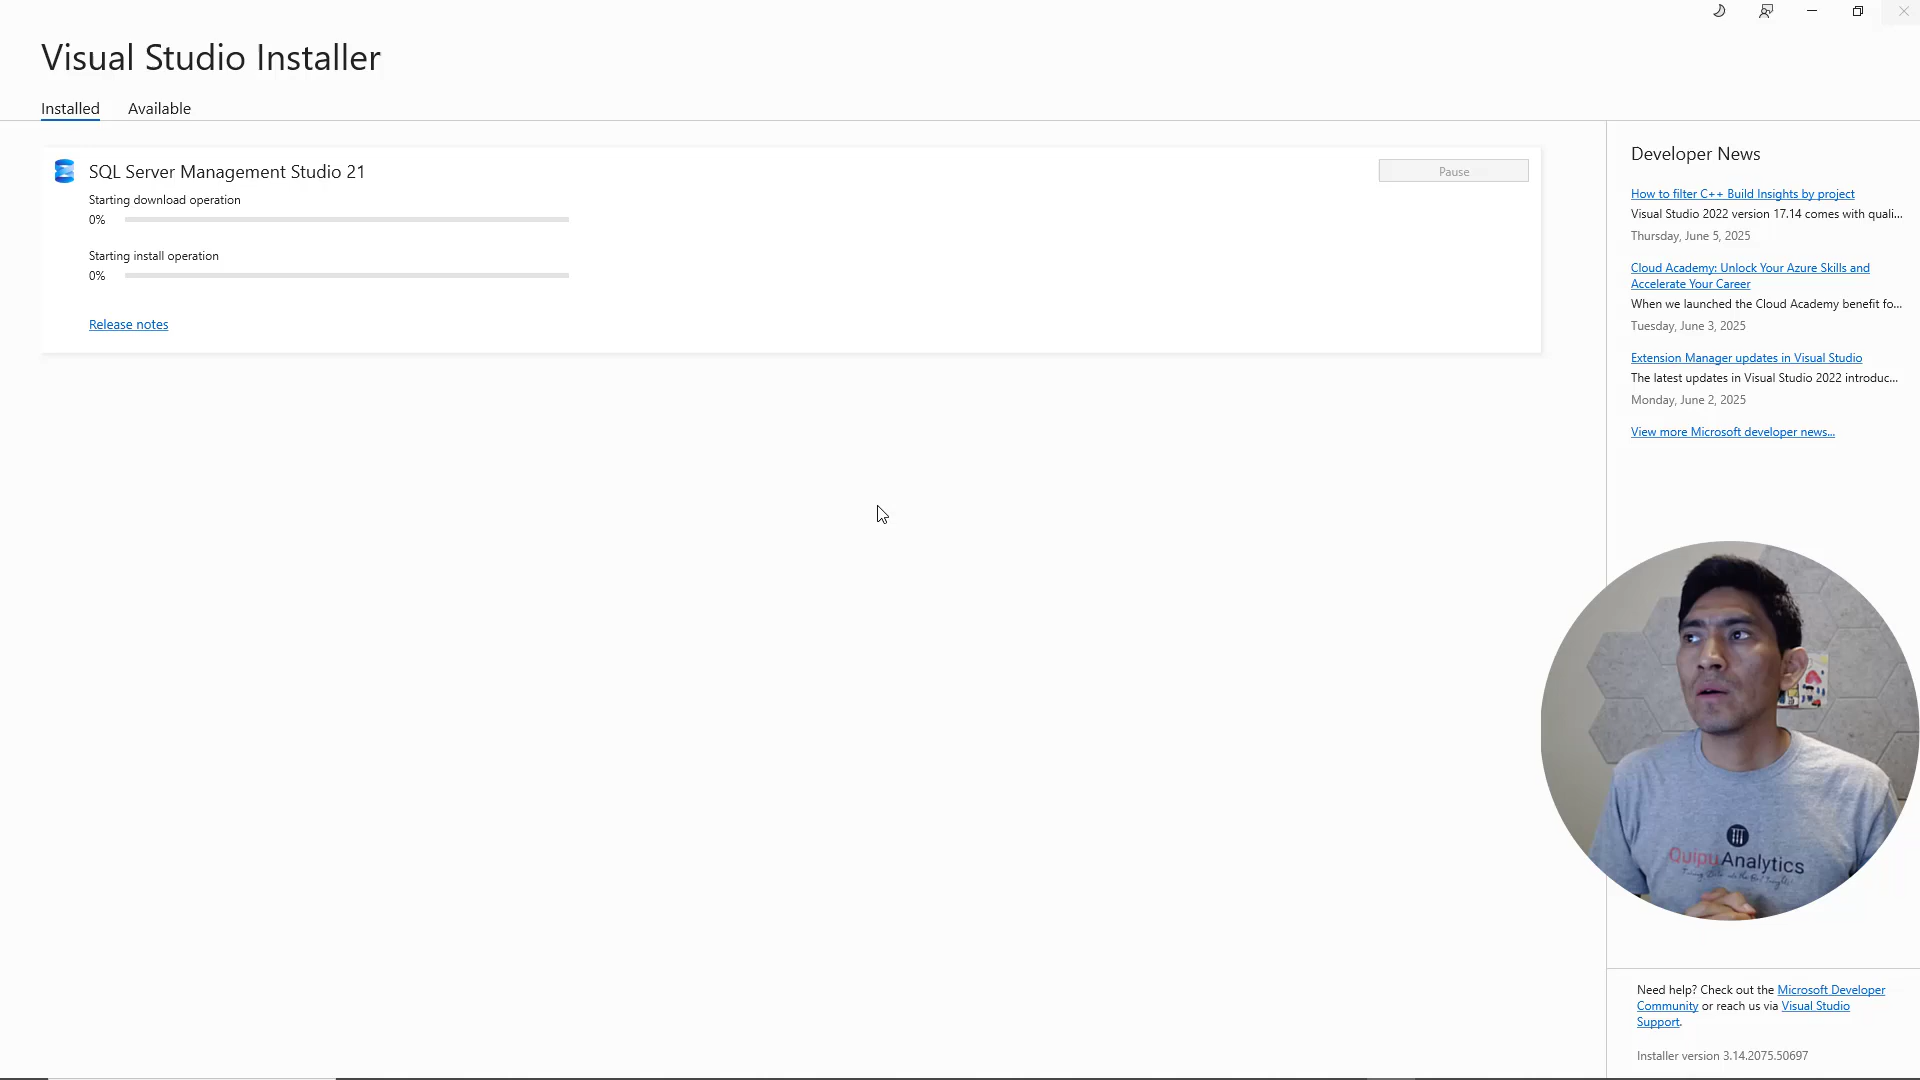 Visual Studio Installer
Installed
Available
SQL Server Management Studio 21
Pause
Starting download operation
0%
Starting install operation
0%
Release notes
Developer News
How to filter C++ Build Insights by project
Visual Studio 2022 version 17.14 comes with quali...
Thursday, June 5, 2025
Cloud Academy: Unlock Your Azure Skills and
Accelerate Your Career
When we launched the Cloud Academy benefit fo...
Tuesday, June 3, 2025
Extension Manager updates in Visual Studio
The latest updates in Visual Studio 2022 introduc...
Monday, June 2, 2025
View more Microsoft developer news...
QuipuAnalytics
Need help? Check out the Microsoft Developer
Community or reach us via Visual Studio
Support.
Installer version 3.14.2075.50697